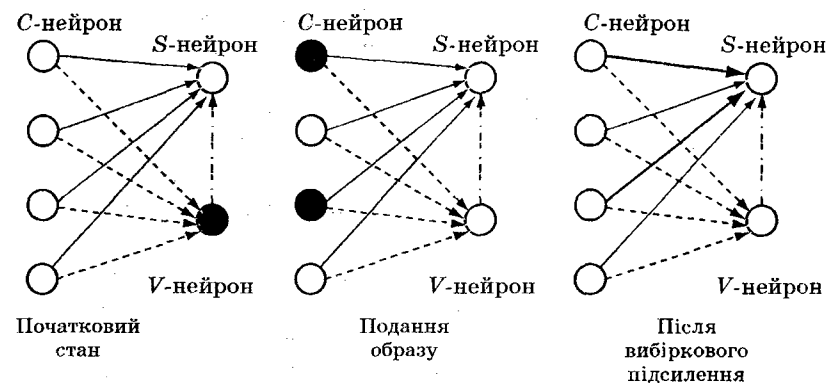 C-нейрон
S-нейрон
V-нейрон
Початковий
стан
C-нейрон
S-нейрон
V-нейрон
Подання
образу
C-нейрон
S-нейрон
V-нейрон
Після
вибіркового
підсилення